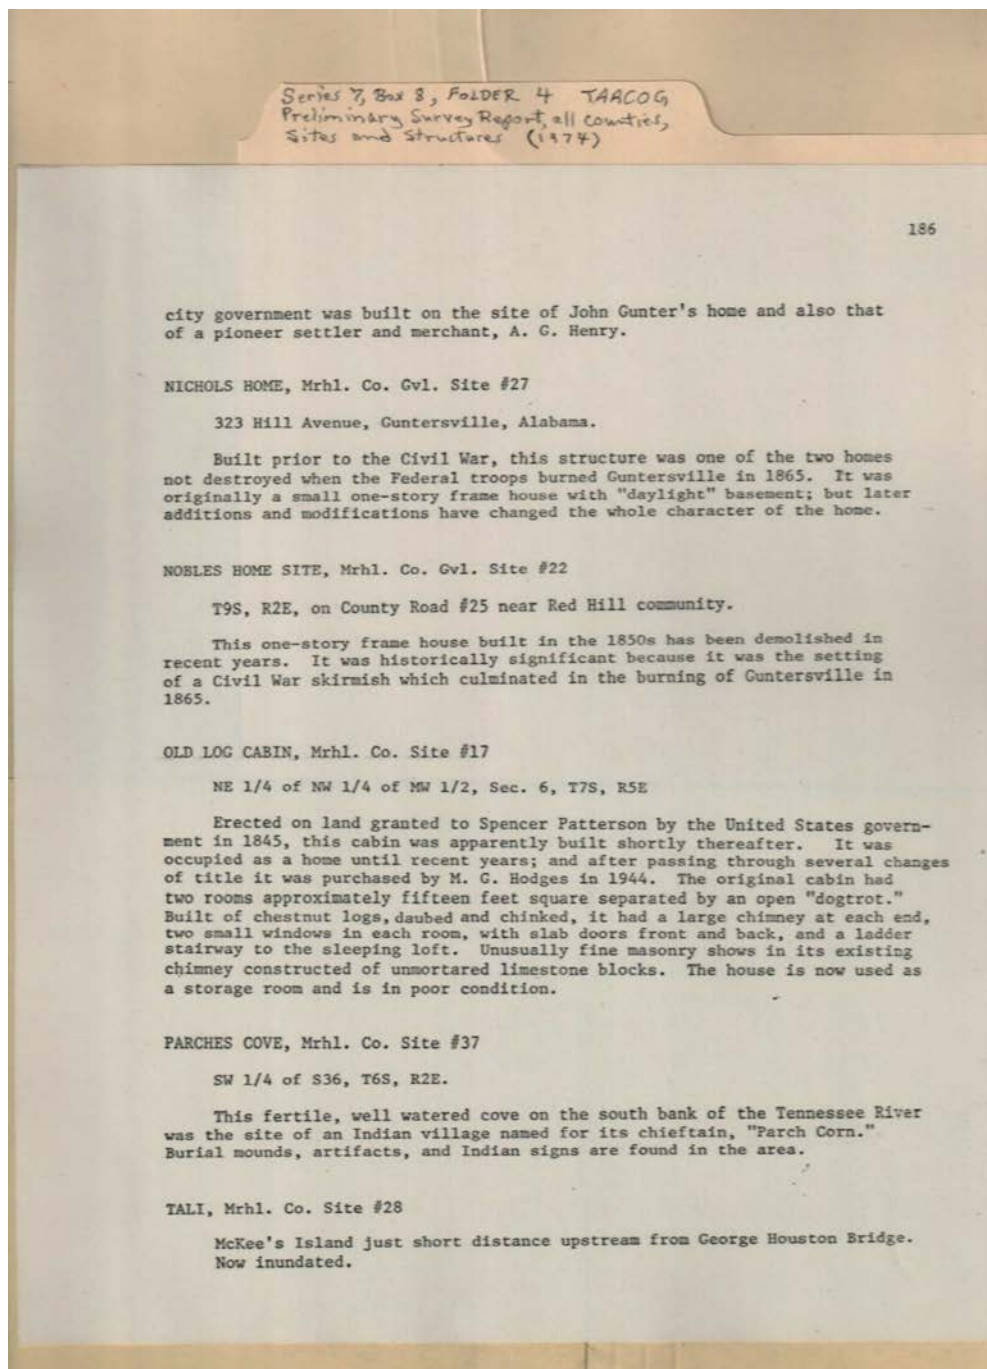 Series 7, Box 8, FOLDER 4 TARCOG
Preliminary Survey Report, all counties,
Sites and Structures (1974)
186
city government was built on the site of John Gunter's home and also that
of a pioneer settler and merchant, A. G. Henry.
NICHOLS HOME, Mrhl. Co. Gvl. Site #27
323 Hill Avenue, Guntersville, Alabama.
Built prior to the Civil War, this structure was one of the two homes
not destroyed when the Federal troops burned Guntersville in 1865. It was
originally a small one-story frame house with "daylight" basement; but later
additions and modifications have changed the whole character of the home.
NOBLES HOME SITE, Mrhl. Co. Gvl. Site #22
T9S, R2E, on County Road #25 near Red Hill community.
This one-story frame house built in the 1850s has been demolished in
recent years. It was historically significant because it was the setting
of a Civil War skirmish which culminated in the burning of Guntersville in
1865.
OLD LOG CABIN, Mrhl. Co. Site #17
NE 1/4 of NW 1/4 of MW 1/2, Sec. 6, T7S, R5E
Erected on land granted to Spencer Patterson by the United States govern-
ment in 1845, this cabin was apparently built shortly thereafter. It was
occupied as a home until recent years; and after passing through several changes
of title it was purchased by M. G. Hodges in 1944. The original cabin had
two rooms approximately fifteen feet square separated by an open "dogtrot."
Built of chestnut logs, daubed and chinked, it had a large chimney at each end,
two small windows in each room, with slab doors front and back, and a ladder
stairway to the sleeping loft. Unusually fine masonry shows in its existing
chimney constructed of unmortared limestone blocks. The house is now used as
a storage room and is in poor condition.
PARCHES COVE, Mrhl. Co. Site #37
SW 1/4 of S36, T6S, R2E.
This fertile, well watered cove on the south bank of the Tennessee River
was the site of an Indian village named for its chieftain, "Parch Corn."
Burial mounds, artifacts, and Indian signs are found in the area.
TALI, Mrhl. Co. Site #28
McKee's Island just short distance upstream from George Houston Bridge.
Now inundated.